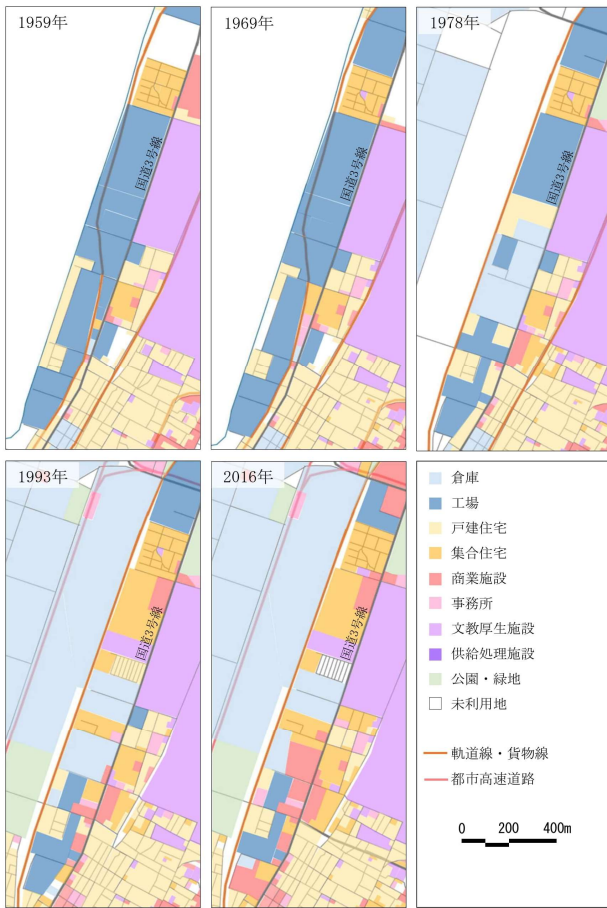 1959年
国道3号線
1969年
国道3号線
1978年
国道3号線
1993年
国道3号線
2016年
国道3号線
倉庫
工場
戸建住宅
集合住宅
商業施設
事務所
文教厚生施設
供給処理施設
公園・緑地
未利用地
軌道線・貨物線
都市高速道路
0 200 400m